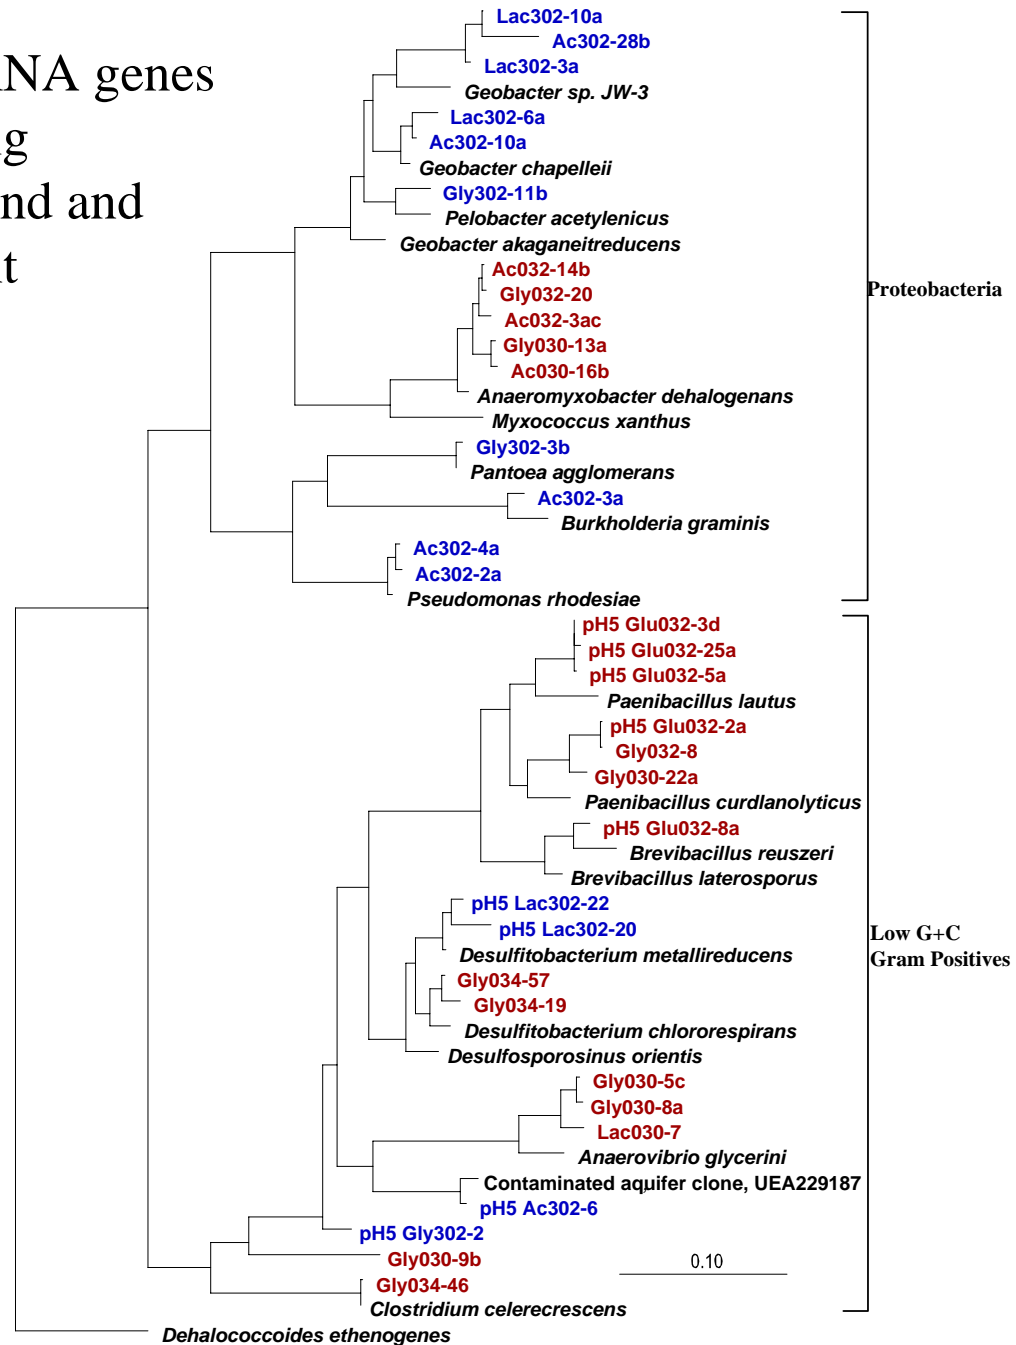 RNA genes
nd and
Lac302-10a
Ac302-28b
Lac302-3a
Geobacter sp. JW-3
Lac302-6a
Ac302-10a
Geobacter chapelleii
Gly302-11b
Pelobacter acetylenicus
Geobacter akaganeitreducens
Ac032-14b
Gly032-20
Ac032-3ac
Gly030-13a
Ac030-16b
Anaeromyxobacter dehalogenans
Myxococcus xanthus
Gly302-3b
Pantoea agglomerans
Ac302-3a
Burkholderia graminis
Ac302-4a
Ac302-2a
Pseudomonas rhodesiae
Proteobacteria
pH5 Glu032-3d
pH5 Glu032-25a
pH5 Glu032-5a
Paenibacillus lautus
pH5 Glu032-2a
Gly032-8
Gly030-22a
Paenibacillus curdlanolyticus
pH5 Glu032-8a
Brevibacillus reuszeri
Brevibacillus laterosporus
pH5 Lac302-22
pH5 Lac302-20
Desulfitobacterium metallireducens
Gly034-57
Gly034-19
Desulfitobacterium chlororespirans
Desulfosporosinus orientis
Gly030-5c
Gly030-8a
Lac030-7
Anaerovibrio glycerini
Contaminated aquifer clone, UEA229187
pH5 Ac302-6
pH5 Gly302-2
Gly030-9b
Gly034-46
Clostridium celerecrescens
Low G+C
Gram Positives
0.10
Dehalococcoides ethenogenes